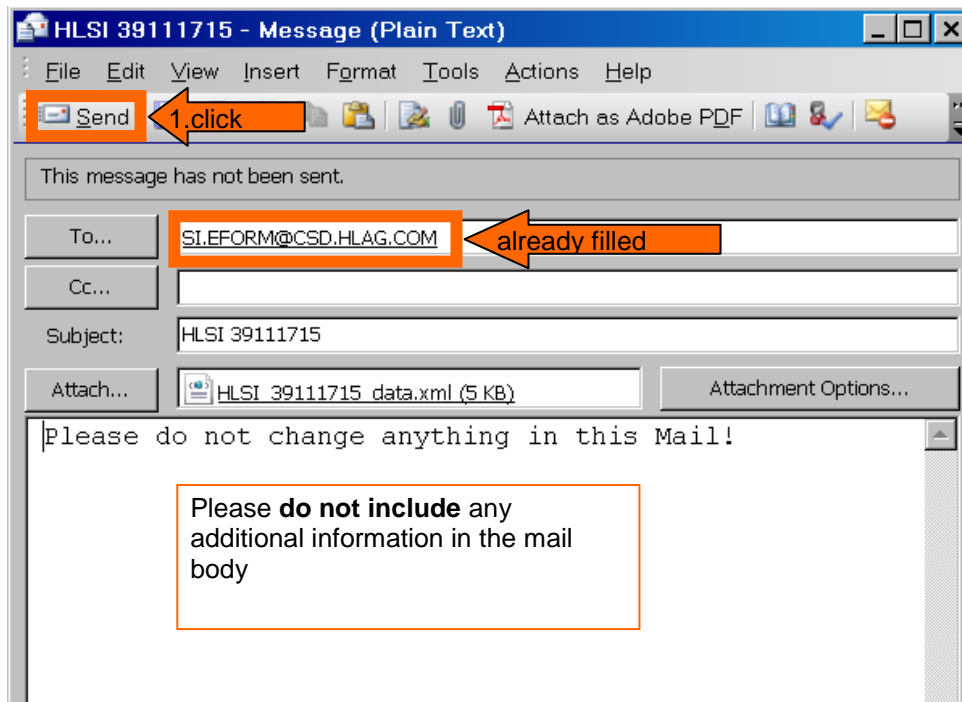 HLSI 39111715 - Message (Plain Text)
File Edit View Insert Format Tools Actions Help
Send 1.click Attach as Adobe PDF
This message has not been sent.
To... SI.EFORM@CSD.HLAG.COM already filled
Cc...
Subject: HLSI 39111715
Attach... HLSI_39111715_data.xml (5 KB) Attachment Options...
Please do not change anything in this Mail!
Please do not include any
additional information in the mail
body